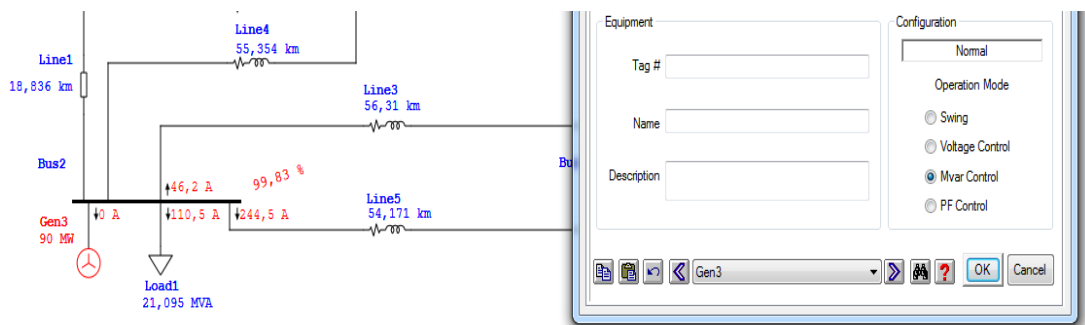 Line4
55,354 km
Line1
18,836 km
Line3
56,31 km
Bus2
46,2 A
99,83 %
Bu
Line5
54,171 km
0 A
110,5 A
244,5 A
Gen3
90 MW
Load1
21,095 MVA
Equipment
Tag #
Name
Description
Configuration
Normal
Operation Mode
Swing
Voltage Control
Mvar Control
PF Control
Gen3
?
OK
Cancel